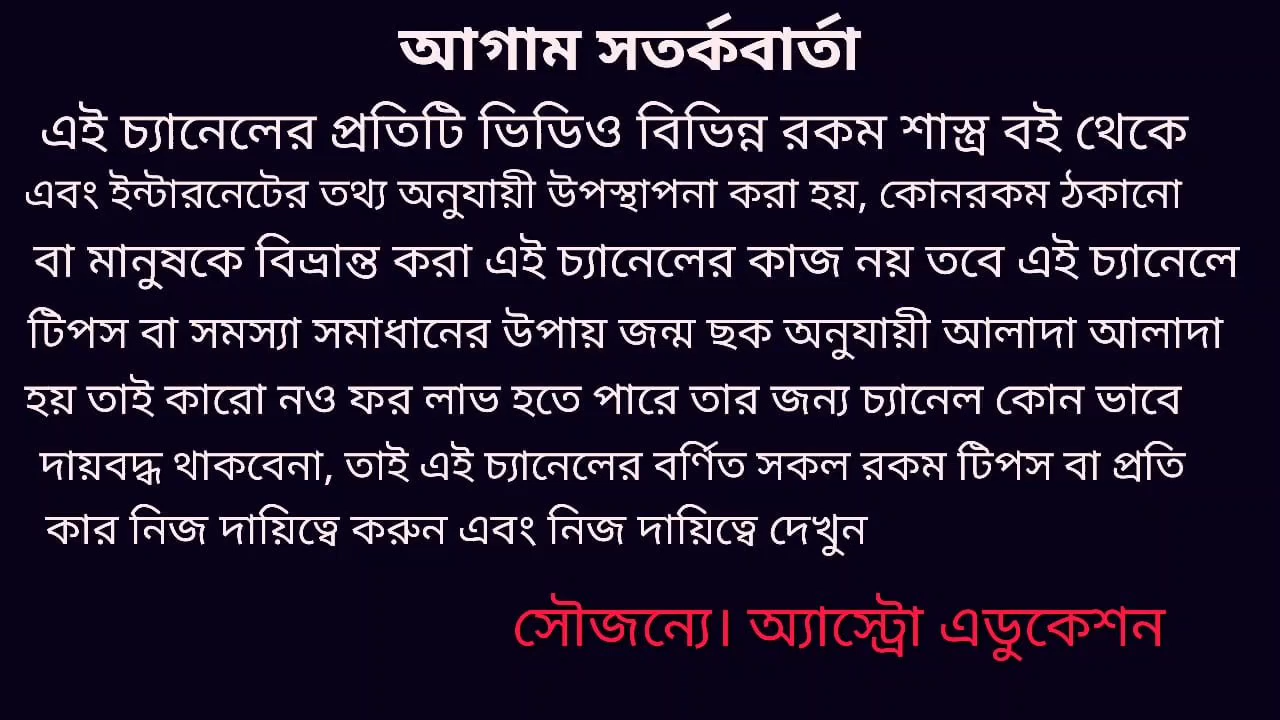 আগাম সতর্কবার্তা
এই চ্যানেলের প্রতিটি ভিডিও বিভিন্ন রকম শাস্ত্র বই থেকে
এবং ইন্টারনেটের তথ্য অনুযায়ী উপস্থাপনা করা হয়, কোনরকম ঠকানো
বা মানুষকে বিভ্রান্ত করা এই চ্যানেলের কাজ নয় তবে এই চ্যানেলে
টিপস বা সমস্যা সমাধানের উপায় জন্ম ছক অনুযায়ী আলাদা আলাদা
হয় তাই কারো নও ফর লাভ হতে পারে তার জন্য চ্যানেল কোন ভাবে
দায়বদ্ধ থাকবেনা, তাই এই চ্যানেলের বর্ণিত সকল রকম টিপস বা প্রতি
কার নিজ দায়িত্বে করুন এবং নিজ দায়িত্বে দেখুন
সৌজন্যে। অ্যাস্ট্রো এডুকেশন